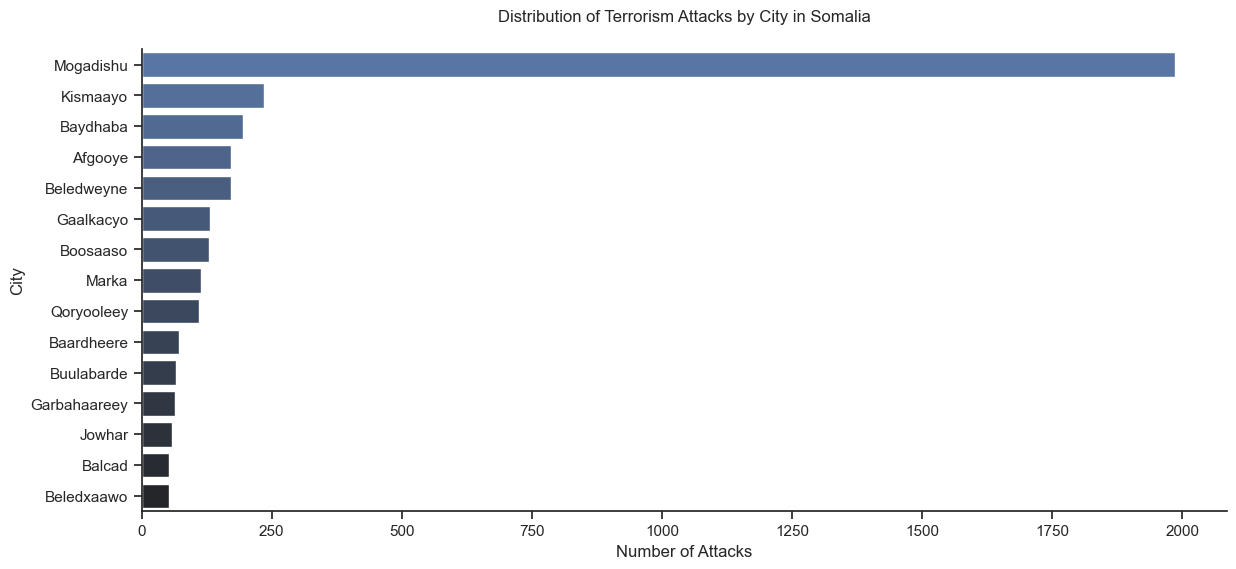 Distribution of Terrorism Attacks by City in Somalia
City
Mogadishu
Kismaayo
Baydhaba
Afgooye
Beledweyne
Gaalkacyo
Boosaaso
Marka
Qoryooleey
Baardheere
Buulabarde
Garbahaareey
Jowhar
Balcad
Beledxaawo
0 250 500 750 1000 1250 1500 1750 2000
Number of Attacks